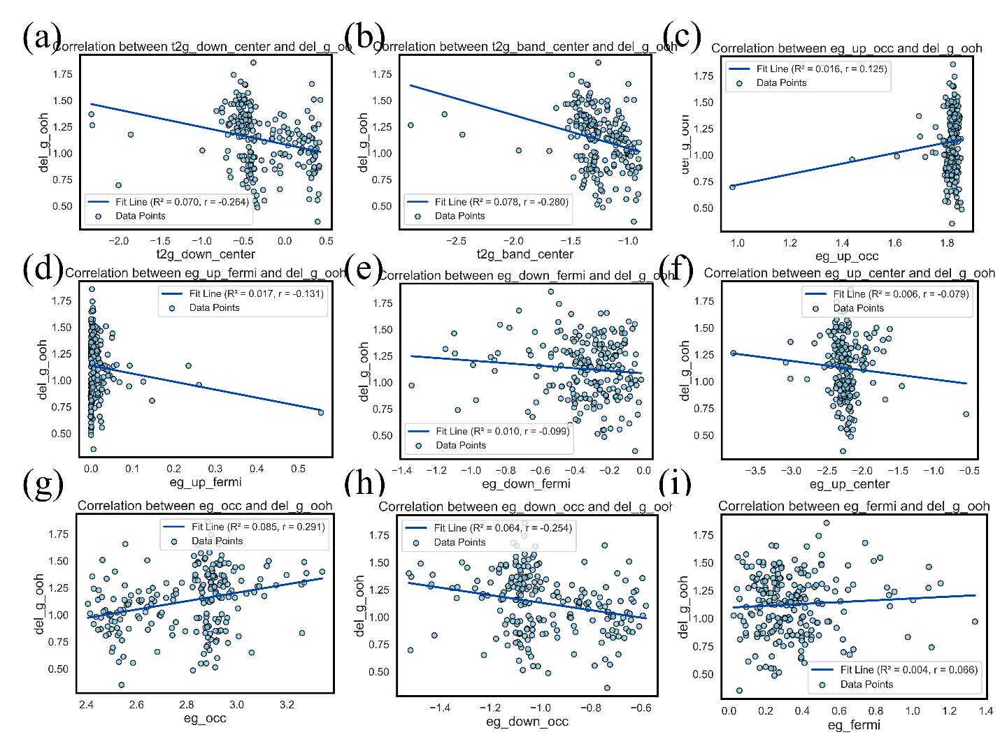 (a)
Correlation between t2g_down_center and del_g_oo
del_g_ooh
1.75
1.50
1.25
1.00
0.75
0.50
Fit Line (R² = 0.070, r = -0.264)
Data Points
−2.0 −1.5 −1.0 −0.5 0.0 0.5
t2g_down_center
(b)
Correlation between t2g_band_center and del_g_ooh
del_g_ooh
1.75
1.50
1.25
1.00
0.75
0.50
Fit Line (R² = 0.078, r = -0.280)
Data Points
−2.5 −2.0 −1.5 −1.0
t2g_band_center
(c)
Correlation between eg_up_occ and del_g_ooh
del_g_ooh
1.75
1.50
1.25
1.00
0.75
0.50
Fit Line (R² = 0.016, r = 0.125)
Data Points
1.0 1.2 1.4 1.6 1.8
eg_up_occ
(d)
Correlation between eg_up_fermi and del_g_ooh
del_g_ooh
1.75
1.50
1.25
1.00
0.75
0.50
Fit Line (R² = 0.017, r = -0.131)
Data Points
0.0 0.1 0.2 0.3 0.4 0.5
eg_up_fermi
(e)
Correlation between eg_down_fermi and del_g_ooh
del_g_ooh
1.75
1.50
1.25
1.00
0.75
0.50
Fit Line (R² = 0.010, r = -0.099)
Data Points
−1.4 −1.2 −1.0 −0.8 −0.6 −0.4 −0.2 0.0
eg_down_fermi
(f)
Correlation between eg_up_center and del_g_ooh
del_g_ooh
1.75
1.50
1.25
1.00
0.75
0.50
Fit Line (R² = 0.006, r = -0.079)
Data Points
−3.5 −3.0 −2.5 −2.0 −1.5 −1.0 −0.5
eg_up_center
(g)
Correlation between eg_occ and del_g_ooh
del_g_ooh
1.75
1.50
1.25
1.00
0.75
0.50
Fit Line (R² = 0.085, r = 0.291)
Data Points
2.4 2.6 2.8 3.0 3.2
eg_occ
(h)
Correlation between eg_down_occ and del_g_ooh
del_g_ooh
1.75
1.50
1.25
1.00
0.75
0.50
Fit Line (R² = 0.064, r = -0.254)
Data Points
−1.4 −1.2 −1.0 −0.8 −0.6
eg_down_occ
(i)
Correlation between eg_fermi and del_g_ooh
del_g_ooh
1.75
1.50
1.25
1.00
0.75
0.50
Fit Line (R² = 0.004, r = 0.066)
Data Points
0.0 0.2 0.4 0.6 0.8 1.0 1.2 1.4
eg_fermi